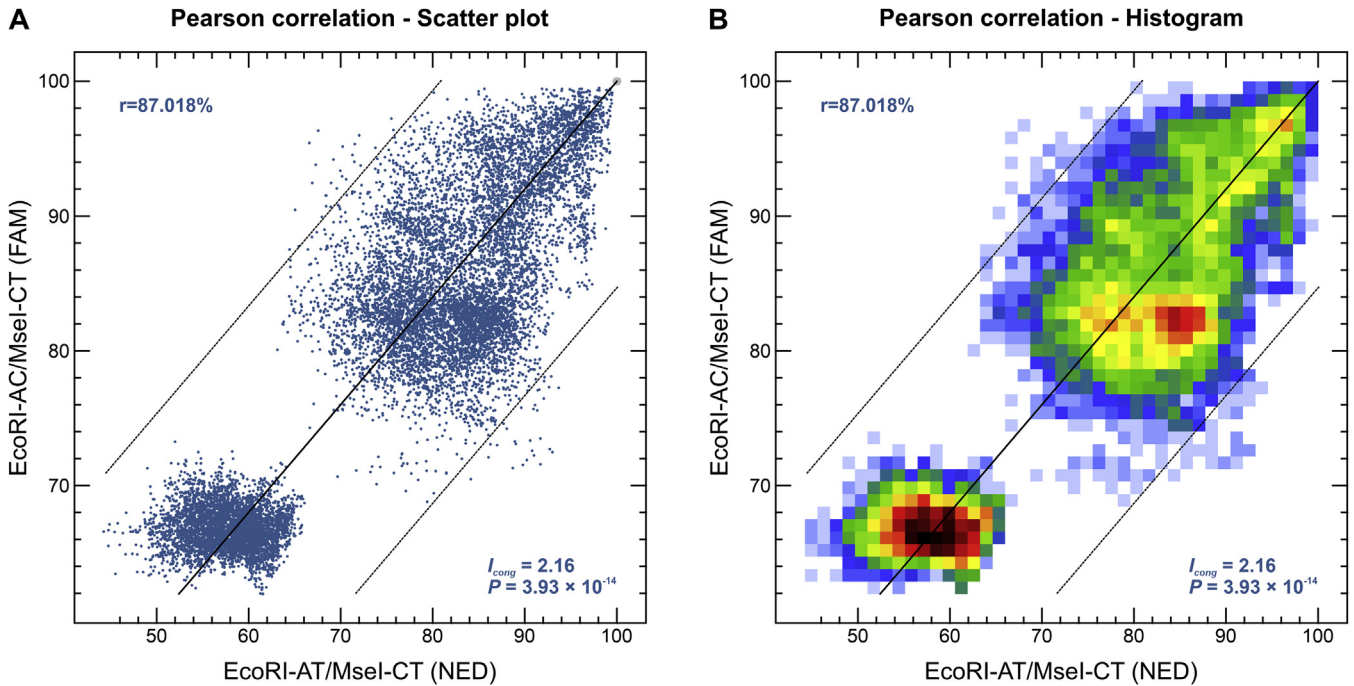 A Pearson correlation - Scatter plot
r=87.018%
100
90
80
70
50 60 70 80 90 100
EcoRI-AC/MseI-CT (FAM)
EcoRI-AT/MseI-CT (NED)
I cong = 2.16
P = 3.93 × 10-14
B Pearson correlation - Histogram
r=87.018%
100
90
80
70
50 60 70 80 90 100
EcoRI-AC/MseI-CT (FAM)
EcoRI-AT/MseI-CT (NED)
I cong = 2.16
P = 3.93 × 10-14